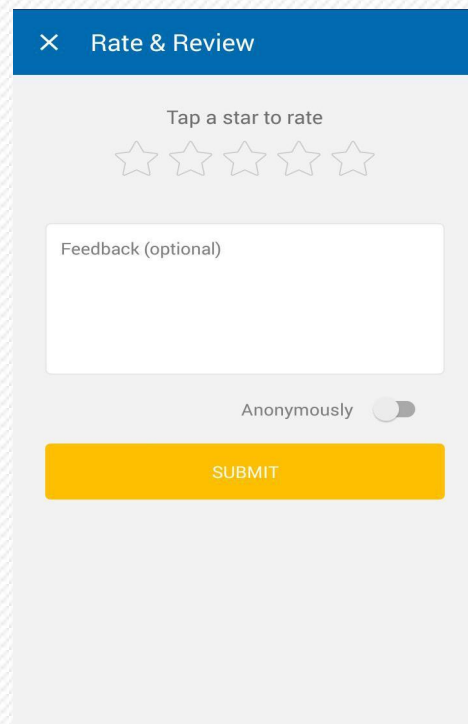 Rate & Review
Tap a star to rate
Feedback (optional)
Anonymously
SUBMIT